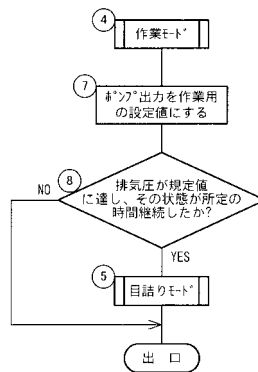 4
作業モード
7
ポンプ出力を作業用
の設定値にする
8
NO
排気圧が規定値
に達し、その状態が所定の
時間継続したか?
YES
5
目詰りモード
出 口